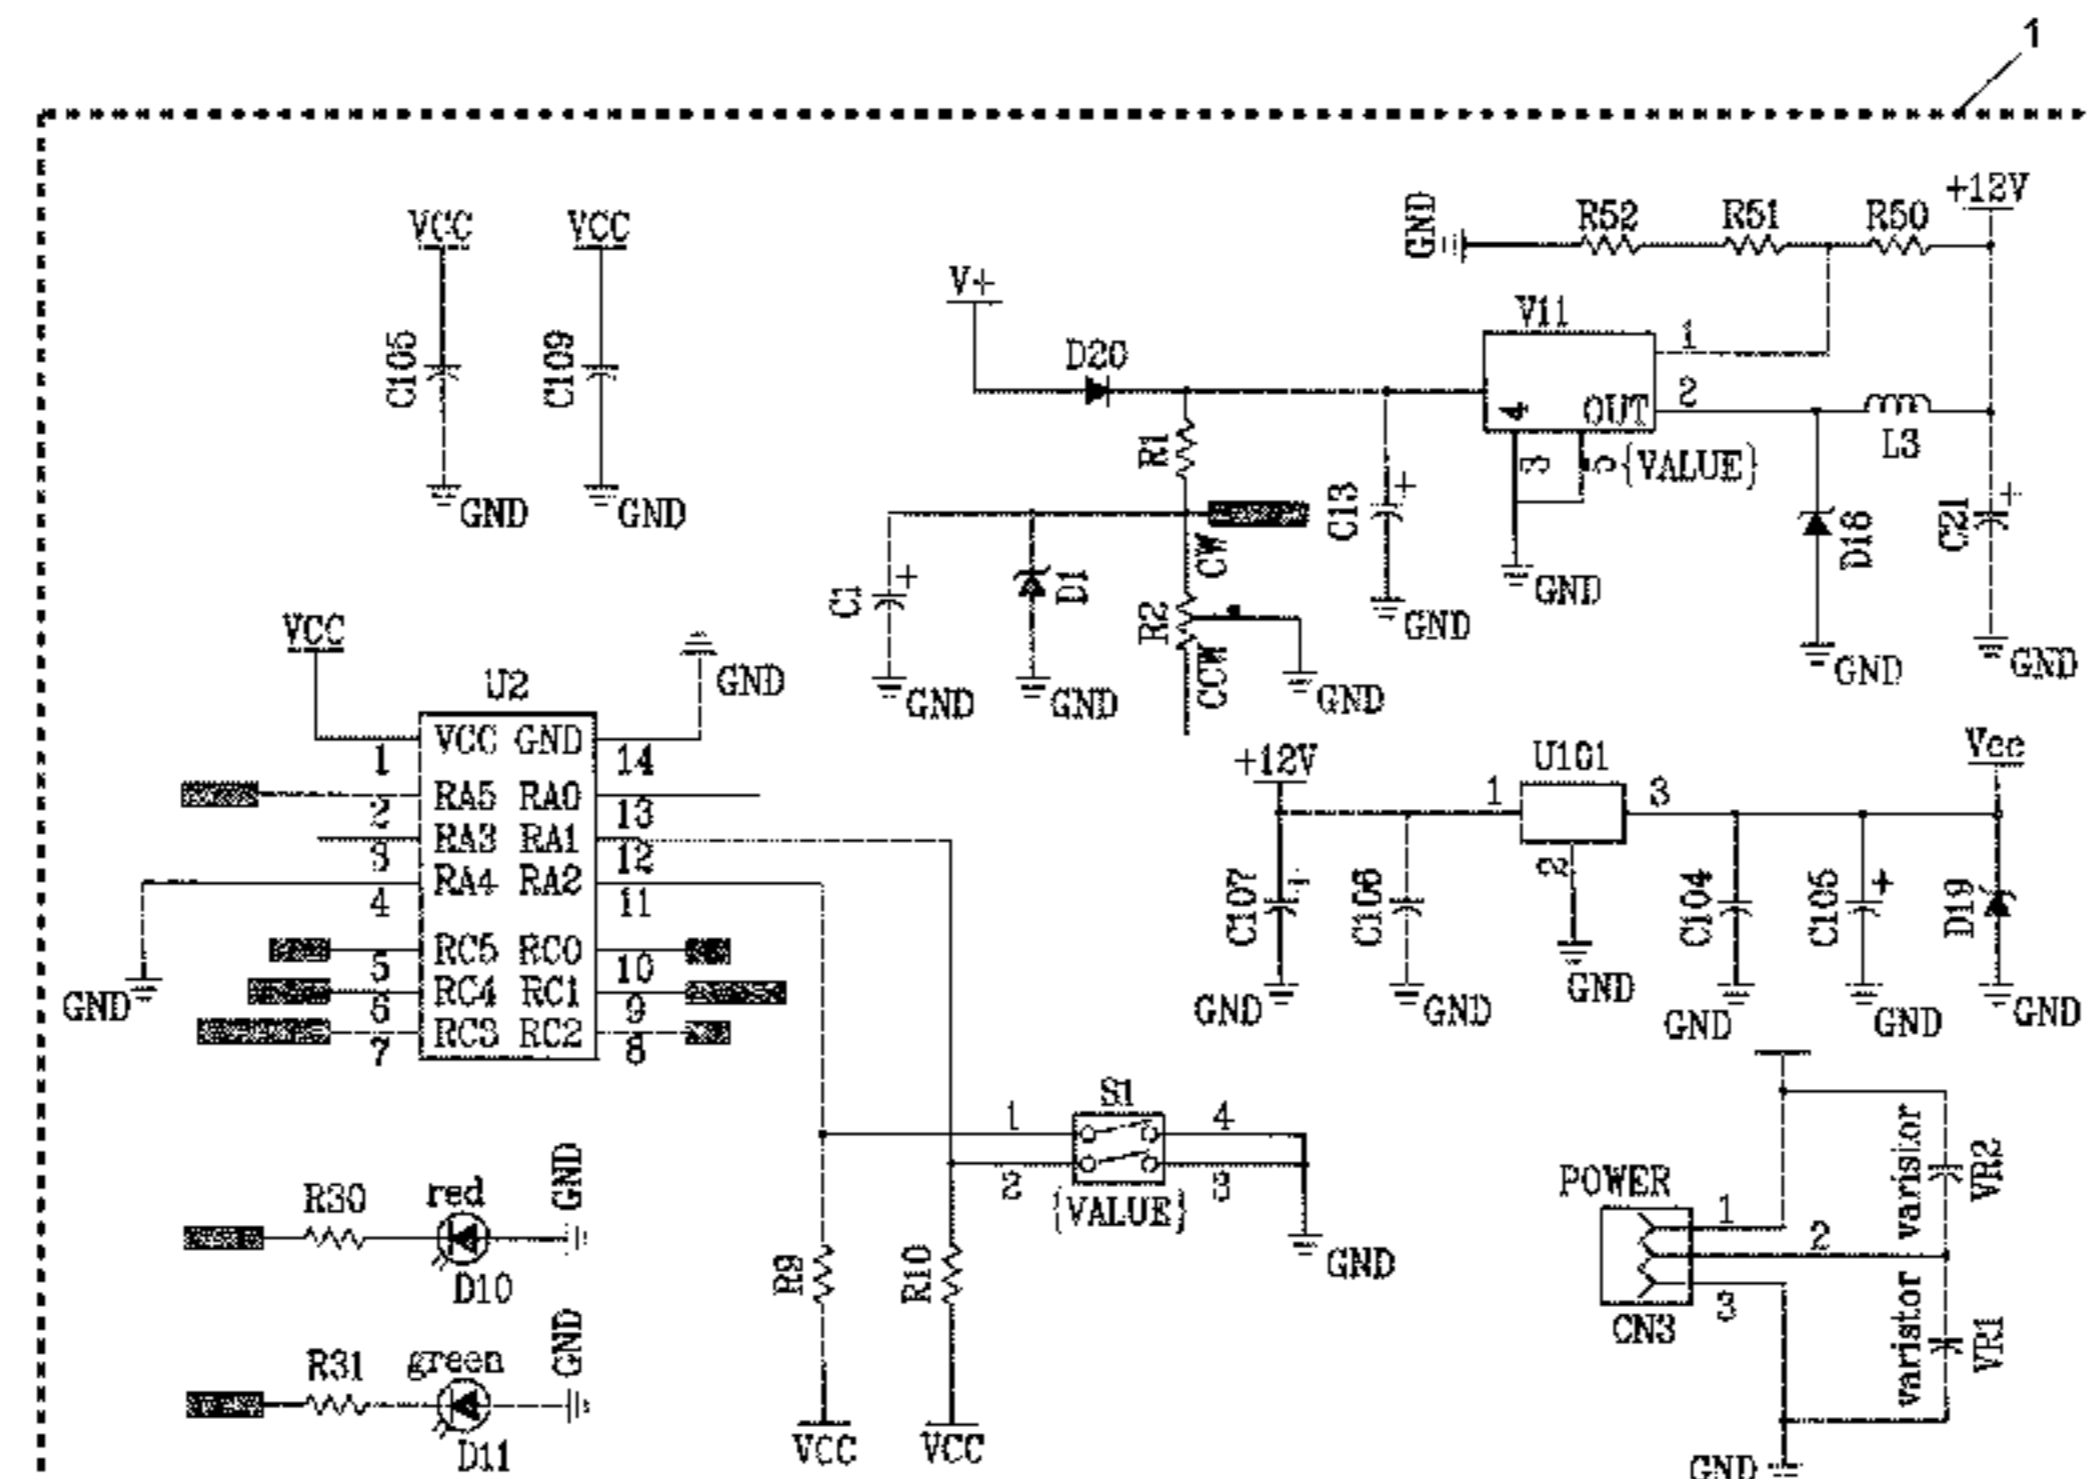 1
VCC
VCC
C105
C109
GND
GND
V+
D20
R1
C1
D1
R2
CW
CCW
GND
GND
GND
C13
GND
GND
R52
R51
R50
+12V
V11
1
2
4
OUT
3
5
{VALUE}
GND
L3
D18
C21
GND
GND
VCC
U2
GND
1
VCC
GND
14
2
RA5
RA0
13
3
RA3
RA1
12
4
RA4
RA2
11
5
RC5
RC0
10
6
RC4
RC1
9
7
RC3
RC2
8
GND
+12V
U101
Vcc
1
3
2
C107
C104
C105
D19
GND
GND
GND
GND
GND
GND
S1
1
4
2
3
{VALUE}
GND
R9
R10
VCC
VCC
R30
red
GND
D10
R31
green
GND
D11
POWER
1
2
3
CN3
varistor
VR2
varistor
VR1
GND